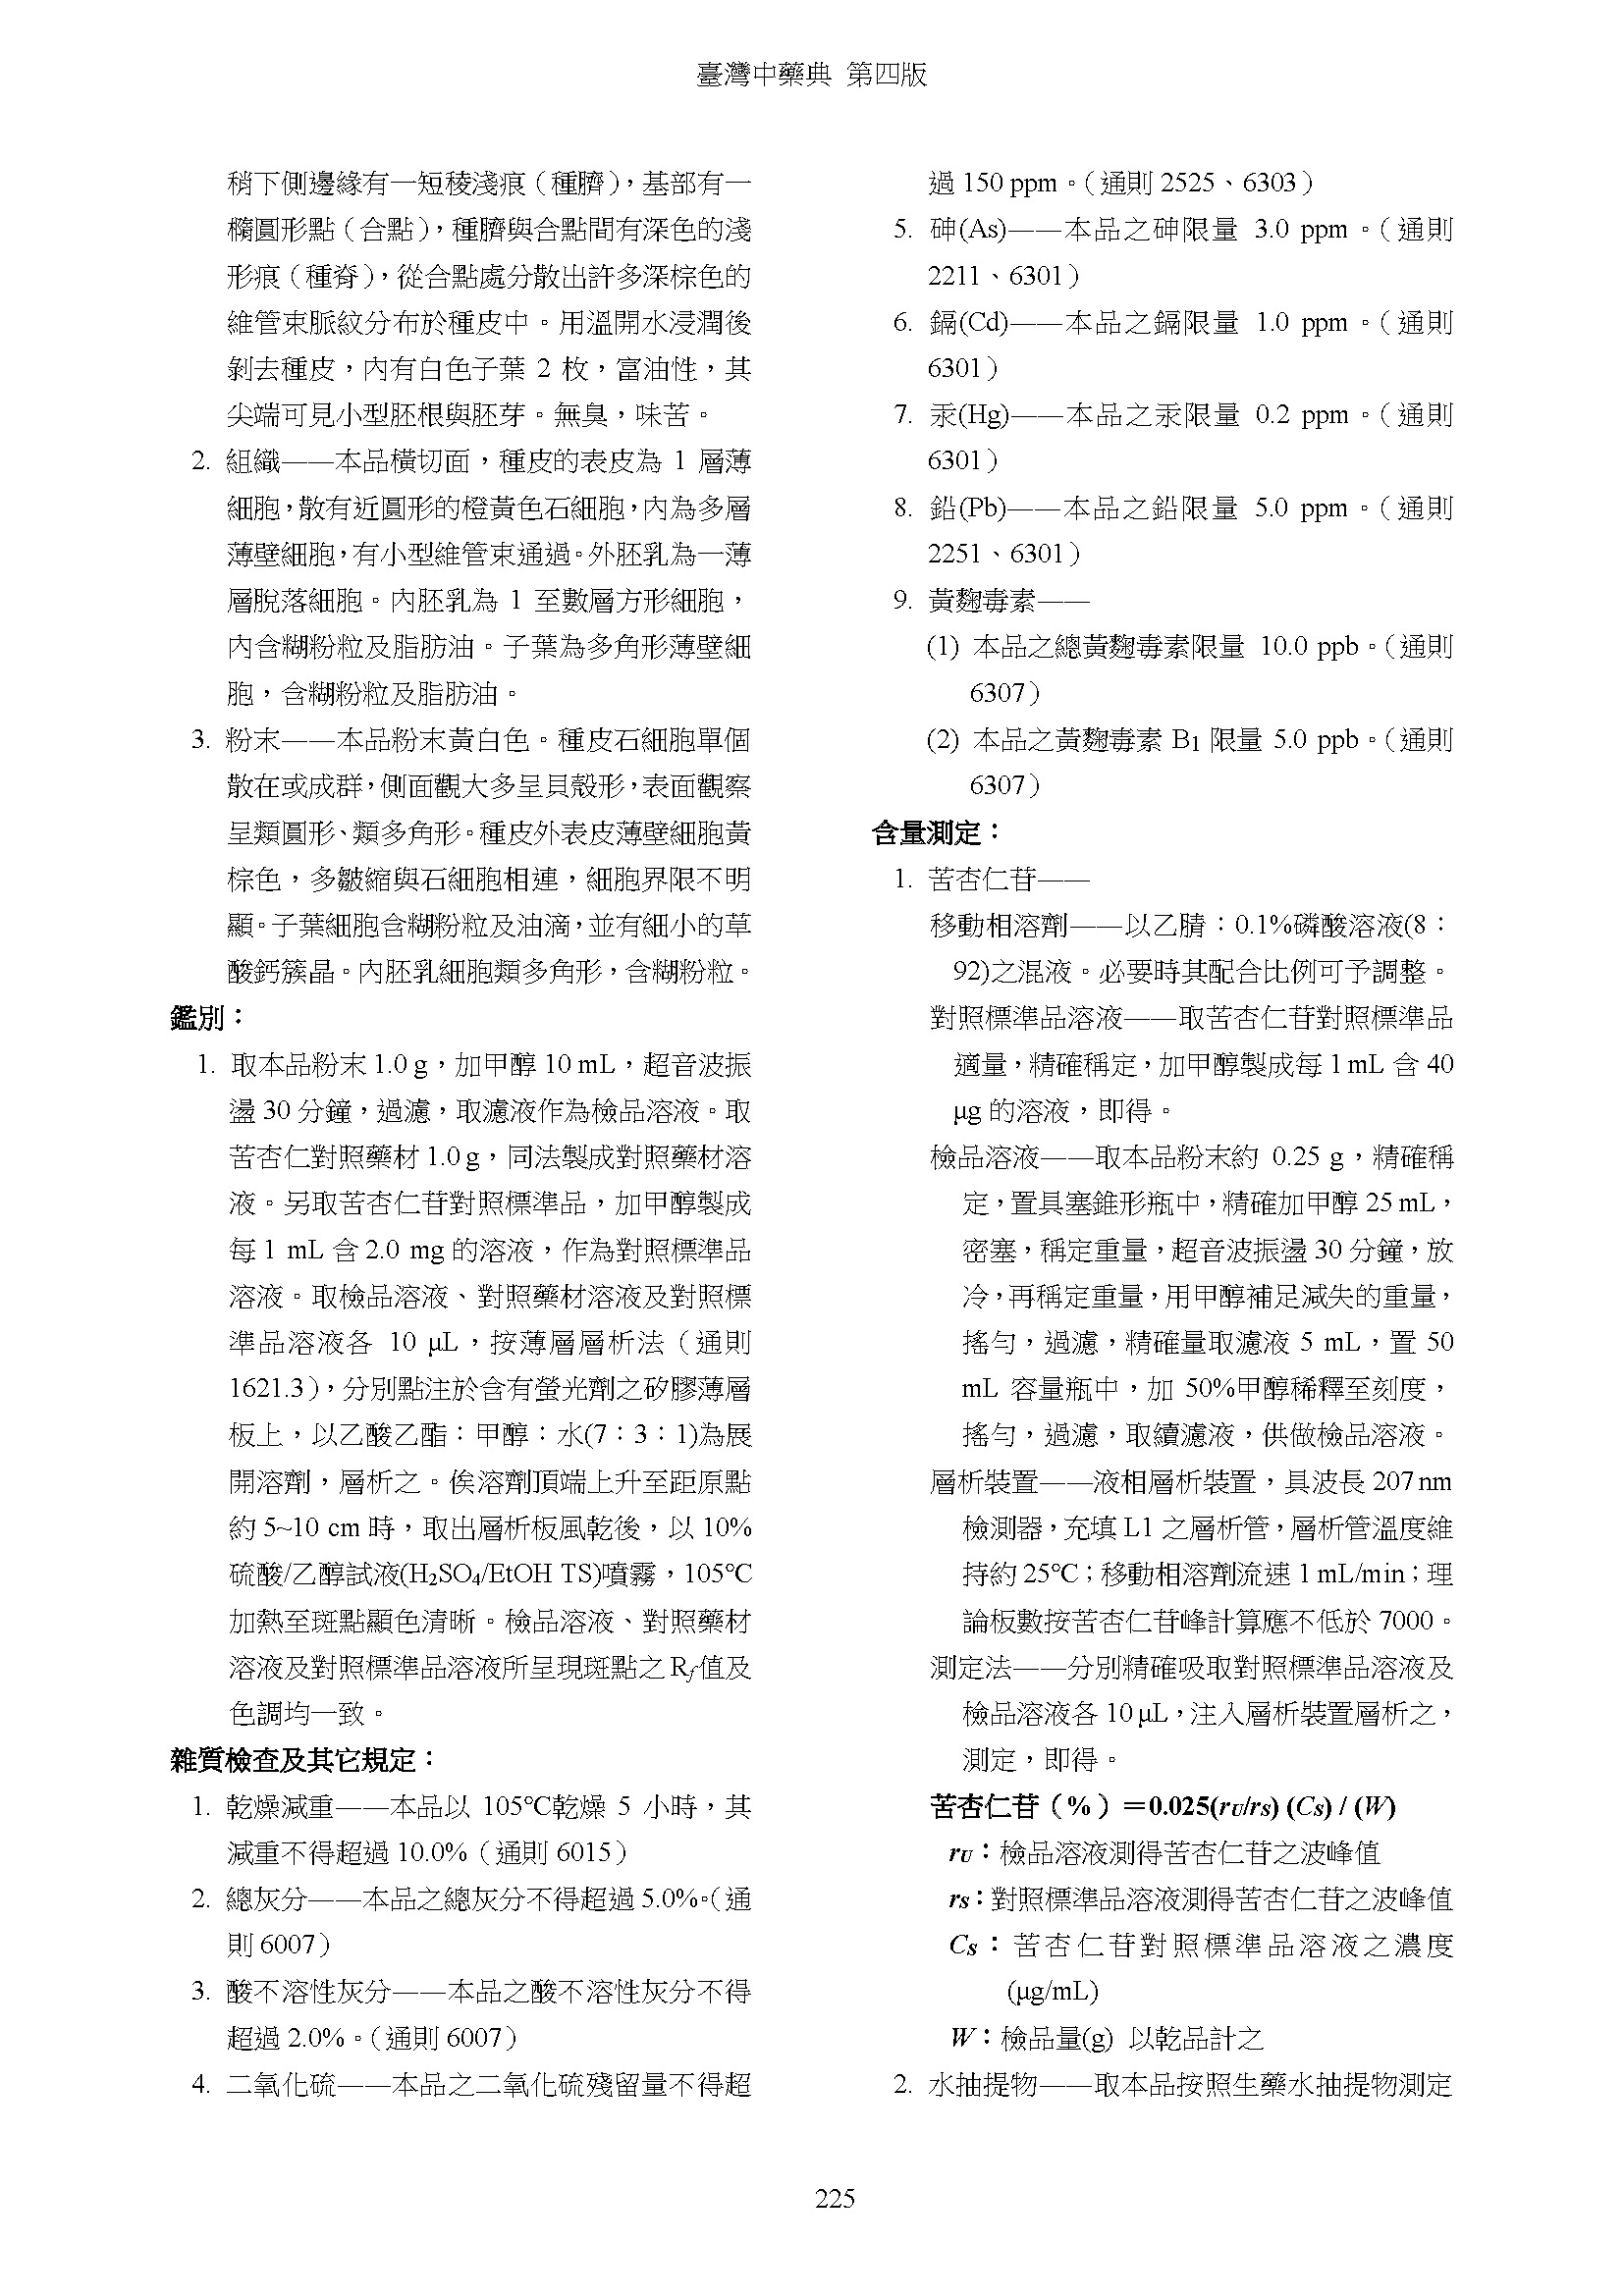 臺灣中藥典 第四版
稍下側邊緣有一短稜淺痕（種臍），基部有一
橢圓形點（合點），種臍與合點間有深色的淺
形痕（種脊），從合點處分散出許多深棕色的
維管束脈紋分布於種皮中。用溫開水浸潤後
剝去種皮，內有白色子葉 2 枚，富油性，其
尖端可見小型胚根與胚芽。無臭，味苦。
2. 組織——本品橫切面，種皮的表皮為 1 層薄
細胞，散有近圓形的橙黃色石細胞，內為多層
薄壁細胞，有小型維管束通過。外胚乳為一薄
層脫落細胞。內胚乳為 1 至數層方形細胞，
內含糊粉粒及脂肪油。子葉為多角形薄壁細
胞，含糊粉粒及脂肪油。
3. 粉末——本品粉末黃白色。種皮石細胞單個
散在或成群，側面觀大多呈貝殼形，表面觀察
呈類圓形、類多角形。種皮外表皮薄壁細胞黃
棕色，多皺縮與石細胞相連，細胞界限不明
顯。子葉細胞含糊粉粒及油滴，並有細小的草
酸鈣簇晶。內胚乳細胞類多角形，含糊粉粒。
鑑別：
1. 取本品粉末 1.0 g，加甲醇 10 mL，超音波振
盪 30 分鐘，過濾，取濾液作為檢品溶液。取
苦杏仁對照藥材 1.0 g，同法製成對照藥材溶
液。另取苦杏仁苷對照標準品，加甲醇製成
每 1 mL 含 2.0 mg 的溶液，作為對照標準品
溶液。取檢品溶液、對照藥材溶液及對照標
準品溶液各 10 μL，按薄層層析法（通則
1621.3），分別點注於含有螢光劑之矽膠薄層
板上，以乙酸乙酯：甲醇：水(7：3：1)為展
開溶劑，層析之。俟溶劑頂端上升至距原點
約 5~10 cm 時，取出層析板風乾後，以 10%
硫酸/乙醇試液(H₂SO₄/EtOH TS)噴霧，105℃
加熱至斑點顯色清晰。檢品溶液、對照藥材
溶液及對照標準品溶液所呈現斑點之 Rf值及
色調均一致。
雜質檢查及其它規定：
1. 乾燥減重——本品以 105℃乾燥 5 小時，其
減重不得超過 10.0%（通則 6015）
2. 總灰分——本品之總灰分不得超過 5.0%。（通
則 6007）
3. 酸不溶性灰分——本品之酸不溶性灰分不得
超過 2.0%。（通則 6007）
4. 二氧化硫——本品之二氧化硫殘留量不得超
過 150 ppm。（通則 2525、6303）
5. 砷(As)——本品之砷限量 3.0 ppm。（通則
2211、6301）
6. 鎘(Cd)——本品之鎘限量 1.0 ppm。（通則
6301）
7. 汞(Hg)——本品之汞限量 0.2 ppm。（通則
6301）
8. 鉛(Pb)——本品之鉛限量 5.0 ppm。（通則
2251、6301）
9. 黃麴毒素——
(1) 本品之總黃麴毒素限量 10.0 ppb。（通則
6307）
(2) 本品之黃麴毒素 B₁ 限量 5.0 ppb。（通則
6307）
含量測定：
1. 苦杏仁苷——
移動相溶劑——以乙腈：0.1%磷酸溶液(8：
92)之混液。必要時其配合比例可予調整。
對照標準品溶液——取苦杏仁苷對照標準品
適量，精確稱定，加甲醇製成每 1 mL 含 40
μg 的溶液，即得。
檢品溶液——取本品粉末約 0.25 g，精確稱
定，置具塞錐形瓶中，精確加甲醇 25 mL，
密塞，稱定重量，超音波振盪 30 分鐘，放
冷，再稱定重量，用甲醇補足減失的重量，
搖勻，過濾，精確量取濾液 5 mL，置 50
mL 容量瓶中，加 50%甲醇稀釋至刻度，
搖勻，過濾，取續濾液，供做檢品溶液。
層析裝置——液相層析裝置，具波長 207 nm
檢測器，充填 L1 之層析管，層析管溫度維
持約 25℃；移動相溶劑流速 1 mL/min；理
論板數按苦杏仁苷峰計算應不低於 7000。
測定法——分別精確吸取對照標準品溶液及
檢品溶液各 10 μL，注入層析裝置層析之，
測定，即得。
苦杏仁苷（%）＝0.025(rU/rS) (CS) / (W)
rU：檢品溶液測得苦杏仁苷之波峰值
rS：對照標準品溶液測得苦杏仁苷之波峰值
CS：苦杏仁苷對照標準品溶液之濃度
(μg/mL)
W：檢品量(g) 以乾品計之
2. 水抽提物——取本品按照生藥水抽提物測定
225